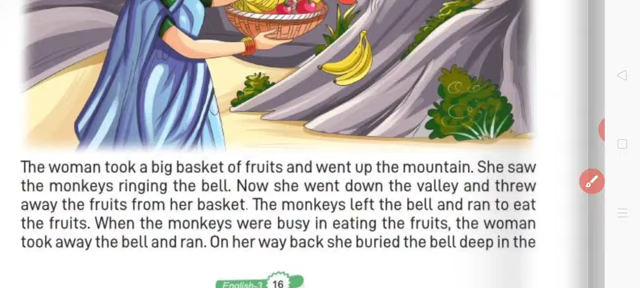 The woman took a big basket of fruits and went up the mountain. She saw
the monkeys ringing the bell. Now she went down the valley and threw
away the fruits from her basket. The monkeys left the bell and ran to eat
the fruits. When the monkeys were busy in eating the fruits, the woman
took away the bell and ran. On her way back she buried the bell deep in the
English-3 16